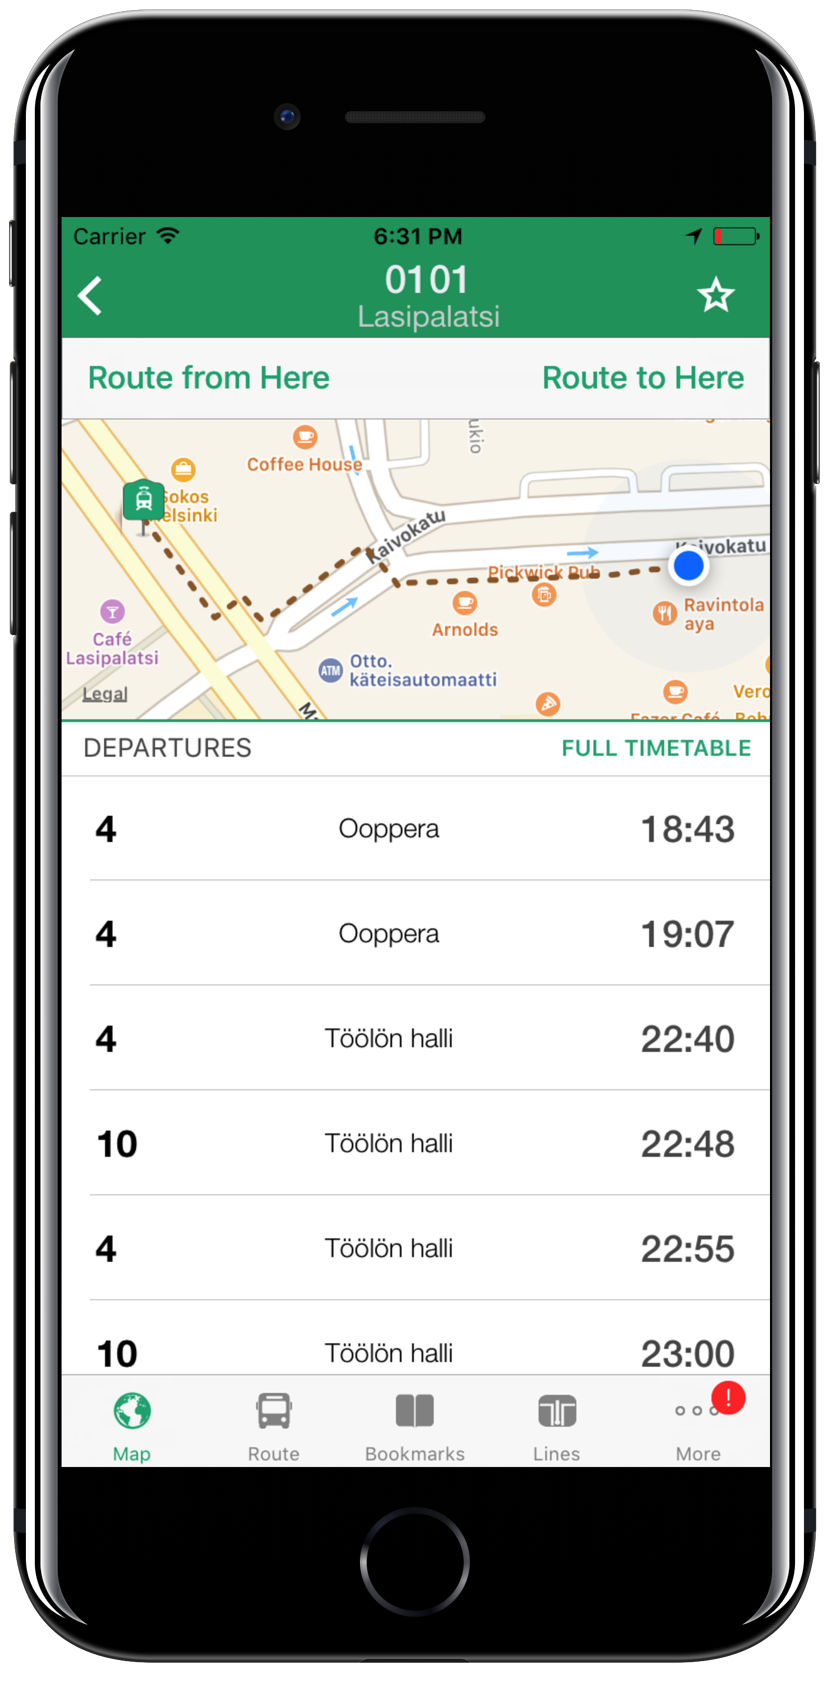 Carrier 6:31 PM
0101
Lasipalatsi
Route from Here Route to Here
ukio
Coffee House
Sokos
Helsinki
Kaivokatu
Kaivokatu
Pickwick Pub
Arnolds
Ravintola
aya
Café
Lasipalatsi
ATM Otto.
käteisautomaatti
Legal
Vero
Fazer Café
DEPARTURES FULL TIMETABLE
4 Ooppera 18:43
4 Ooppera 19:07
4 Töölön halli 22:40
10 Töölön halli 22:48
4 Töölön halli 22:55
10 Töölön halli 23:00
!
Map Route Bookmarks Lines More